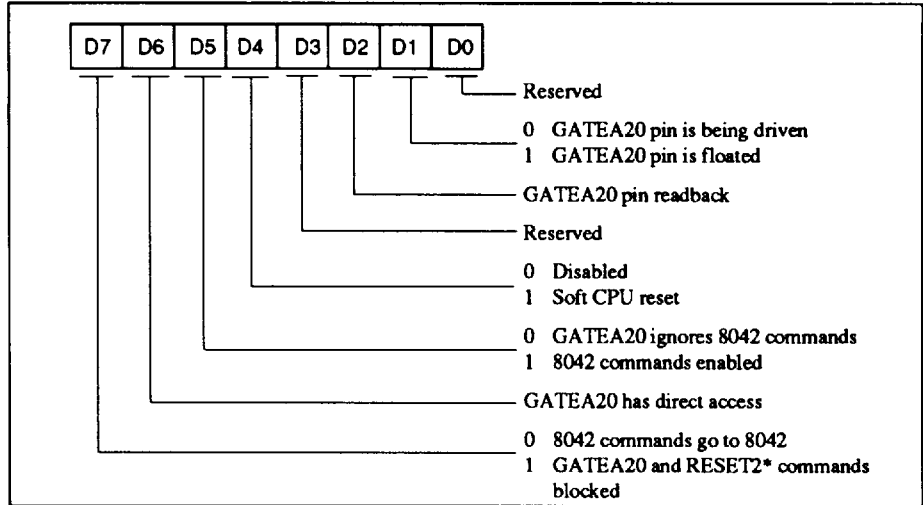 D7 D6 D5 D4 D3 D2 D1 D0
Reserved
0 GATEA20 pin is being driven
1 GATEA20 pin is floated
GATEA20 pin readback
Reserved
0 Disabled
1 Soft CPU reset
0 GATEA20 ignores 8042 commands
1 8042 commands enabled
GATEA20 has direct access
0 8042 commands go to 8042
1 GATEA20 and RESET2* commands
blocked